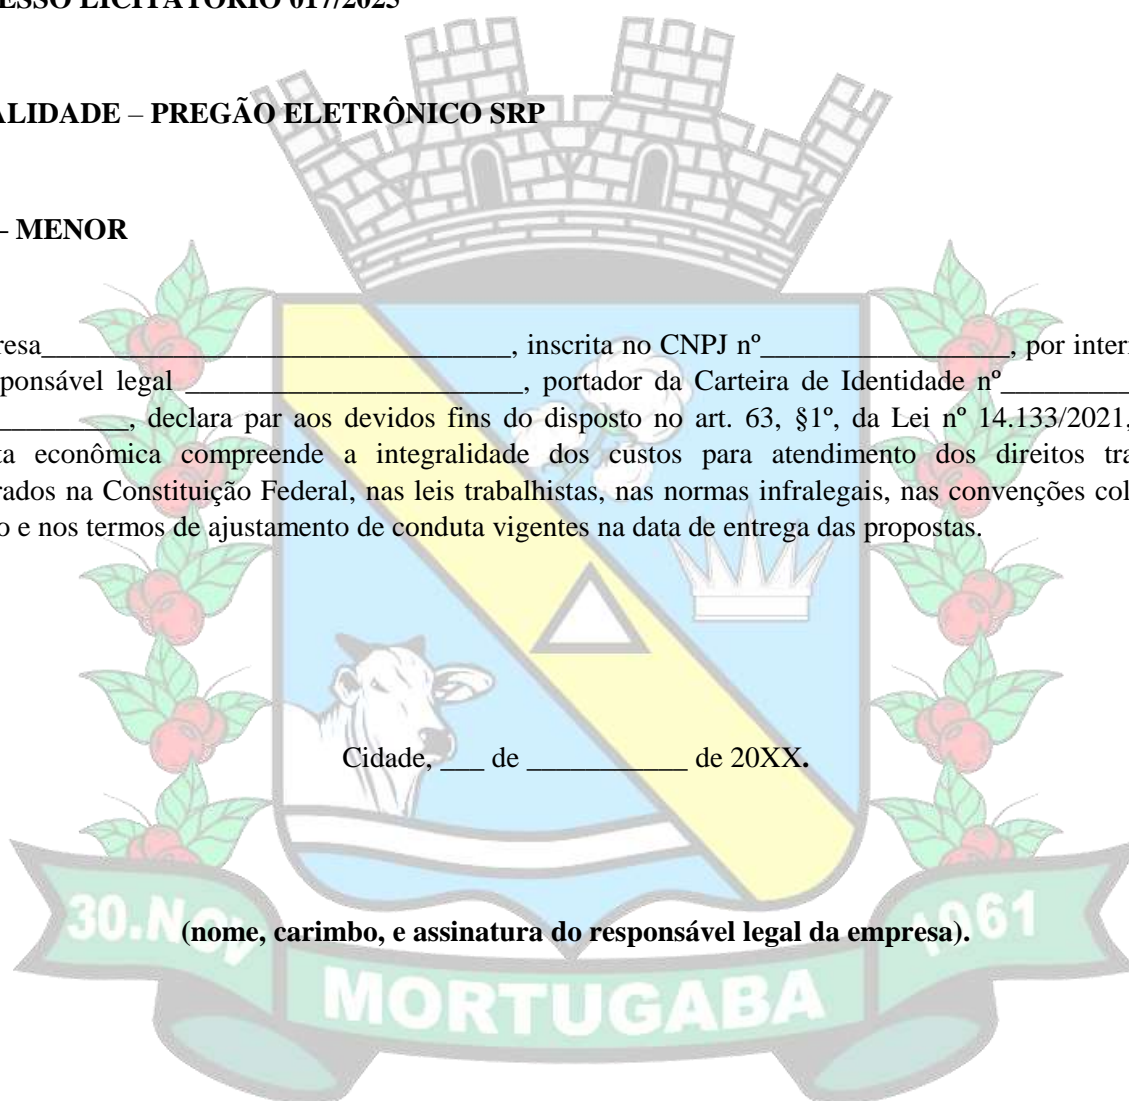 ESSO LICITATÓRIO 017/2025
ALIDADE – PREGÃO ELETRÔNICO SRP
– MENOR
resa________________________________, inscrita no CNPJ nº_________________, por inter
ponsável legal _______________________, portador da Carteira de Identidade nº_________
___________, declara par aos devidos fins do disposto no art. 63, §1º, da Lei nº 14.133/2021,
ta econômica compreende a integralidade dos custos para atendimento dos direitos tra
rados na Constituição Federal, nas leis trabalhistas, nas normas infralegais, nas convenções col
o e nos termos de ajustamento de conduta vigentes na data de entrega das propostas.
Cidade, ___ de ___________ de 20XX.
30.NOV
1961
(nome, carimbo, e assinatura do responsável legal da empresa).
MORTUGABA